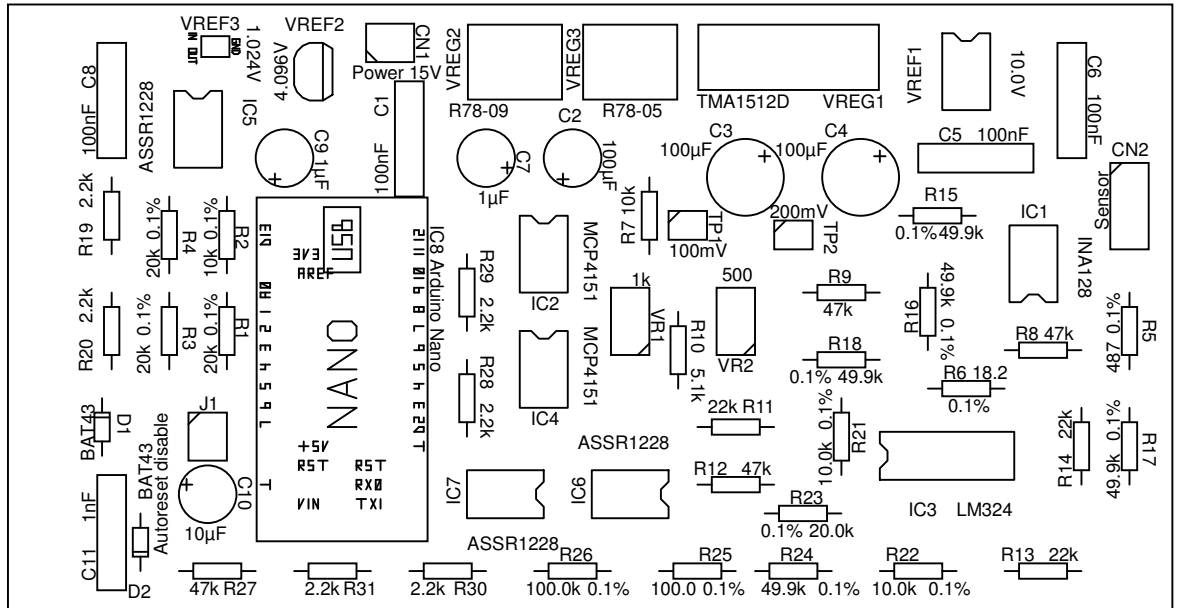 VREF3
IN OUT
GND
1.024V
VREF2
4.096V
CN1
Power 15V
VREG2
R78-09
VREG3
R78-05
TMA1512D
VREG1
VREF1
10.0V
C6
100nF
C8
100nF
ASSR1228
IC5
C9 1µF
C1
100nF
C7
1µF
C2
100µF
C3
100µF
C4
100µF
C5 100nF
CN2
Sensor
R19 2.2k
R4
20k 0.1%
R2
10k 0.1%
IC8 Arduino Nano
USB
3V3
AREF
NANO
+5V
RST
VIN
RST
RX0
TX1
R29
2.2k
MCP4151
IC2
R7 10k
TP1
100mV
200mV
TP2
R15
0.1% 49.9k
IC1
INA128
R20 2.2k
R3
20k 0.1%
R1
20k 0.1%
R28
2.2k
MCP4151
IC4
1k
VR1
R10
5.1k
500
VR2
R9
47k
R18
0.1% 49.9k
R16
49.9k 0.1%
R8 47k
R6 18.2
0.1%
R5
487 0.1%
BAT43
D1
J1
BAT43
Autoreset disable
C10
10µF
C11 1nF
D2
IC7
ASSR1228
ASSR1228
IC6
22k R11
R12 47k
R21
10.0k 0.1%
R23
0.1% 20.0k
IC3 LM324
R14 22k
R17
49.9k 0.1%
47k R27
2.2k R31
2.2k R30
R26
100.0k 0.1%
R25
100.0 0.1%
R24
49.9k 0.1%
R22
10.0k 0.1%
R13 22k